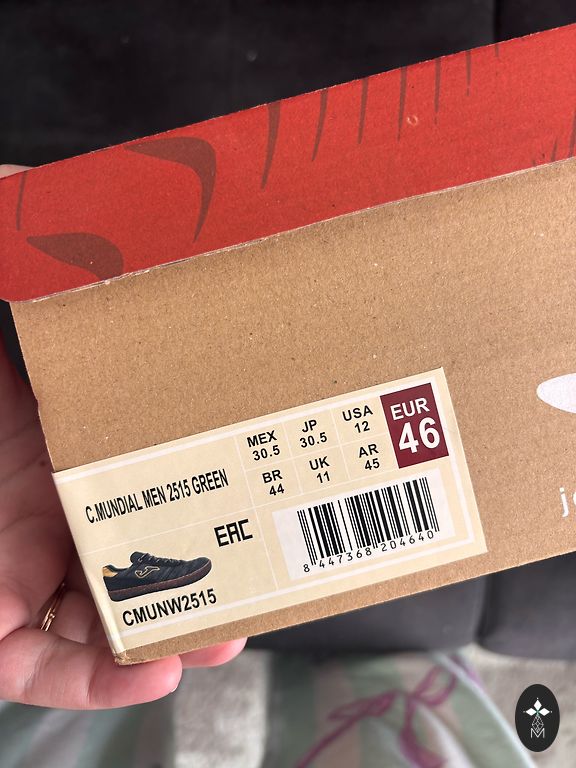 C.MUNDIAL MEN 2515 GREEN
MEX
30.5
JP
30.5
USA
12
EUR
46
BR
44
UK
11
AR
45
EAC
8 447368 204640
CMUNW2515